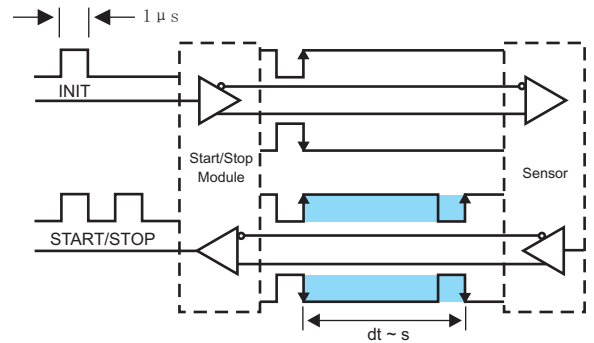 1 μ s
INIT
Start/Stop
Module
Sensor
START/STOP
dt ~ s